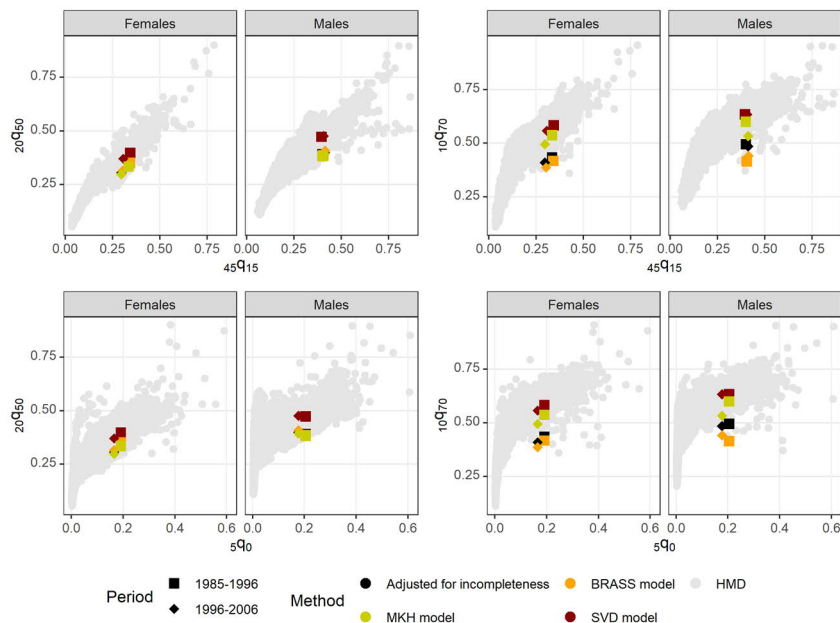 Females Males Females Males
20q50
0.75
0.50
0.25
0.00 0.25 0.50 0.75 0.00 0.25 0.50 0.75
45q15
10q70
0.75
0.50
0.25
0.00 0.25 0.50 0.75 0.00 0.25 0.50 0.75
45q15
Females Males Females Males
20q50
0.75
0.50
0.25
0.0 0.2 0.4 0.6 0.0 0.2 0.4 0.6
5q0
10q70
0.75
0.50
0.25
0.0 0.2 0.4 0.6 0.0 0.2 0.4 0.6
5q0
Period
1985-1996
1996-2006
Method
Adjusted for incompleteness
BRASS model
HMD
MKH model
SVD model